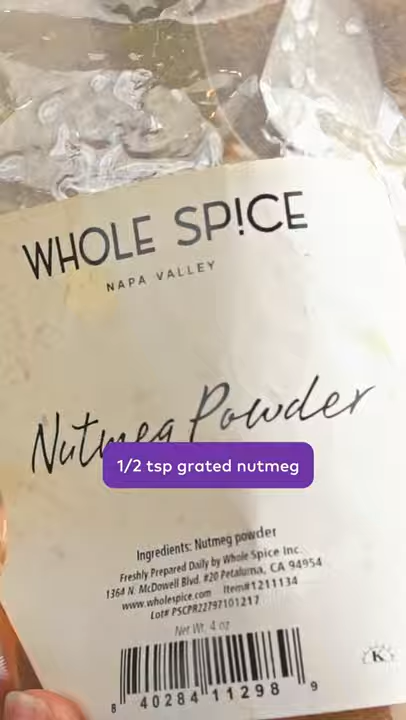 WHOLE SP!CE
NAPA VALLEY
Nutmeg Powder
1/2 tsp grated nutmeg
Ingredients: Nutmeg powder
Freshly Prepared Daily by Whole Spice Inc.
1364 N. McDowell Blvd. #20 Petaluma, CA 94954
www.wholespice.com Item#1211134
Lot# PSCPR22797101217
Net Wt. 4 oz
K
8 40284 11298 9